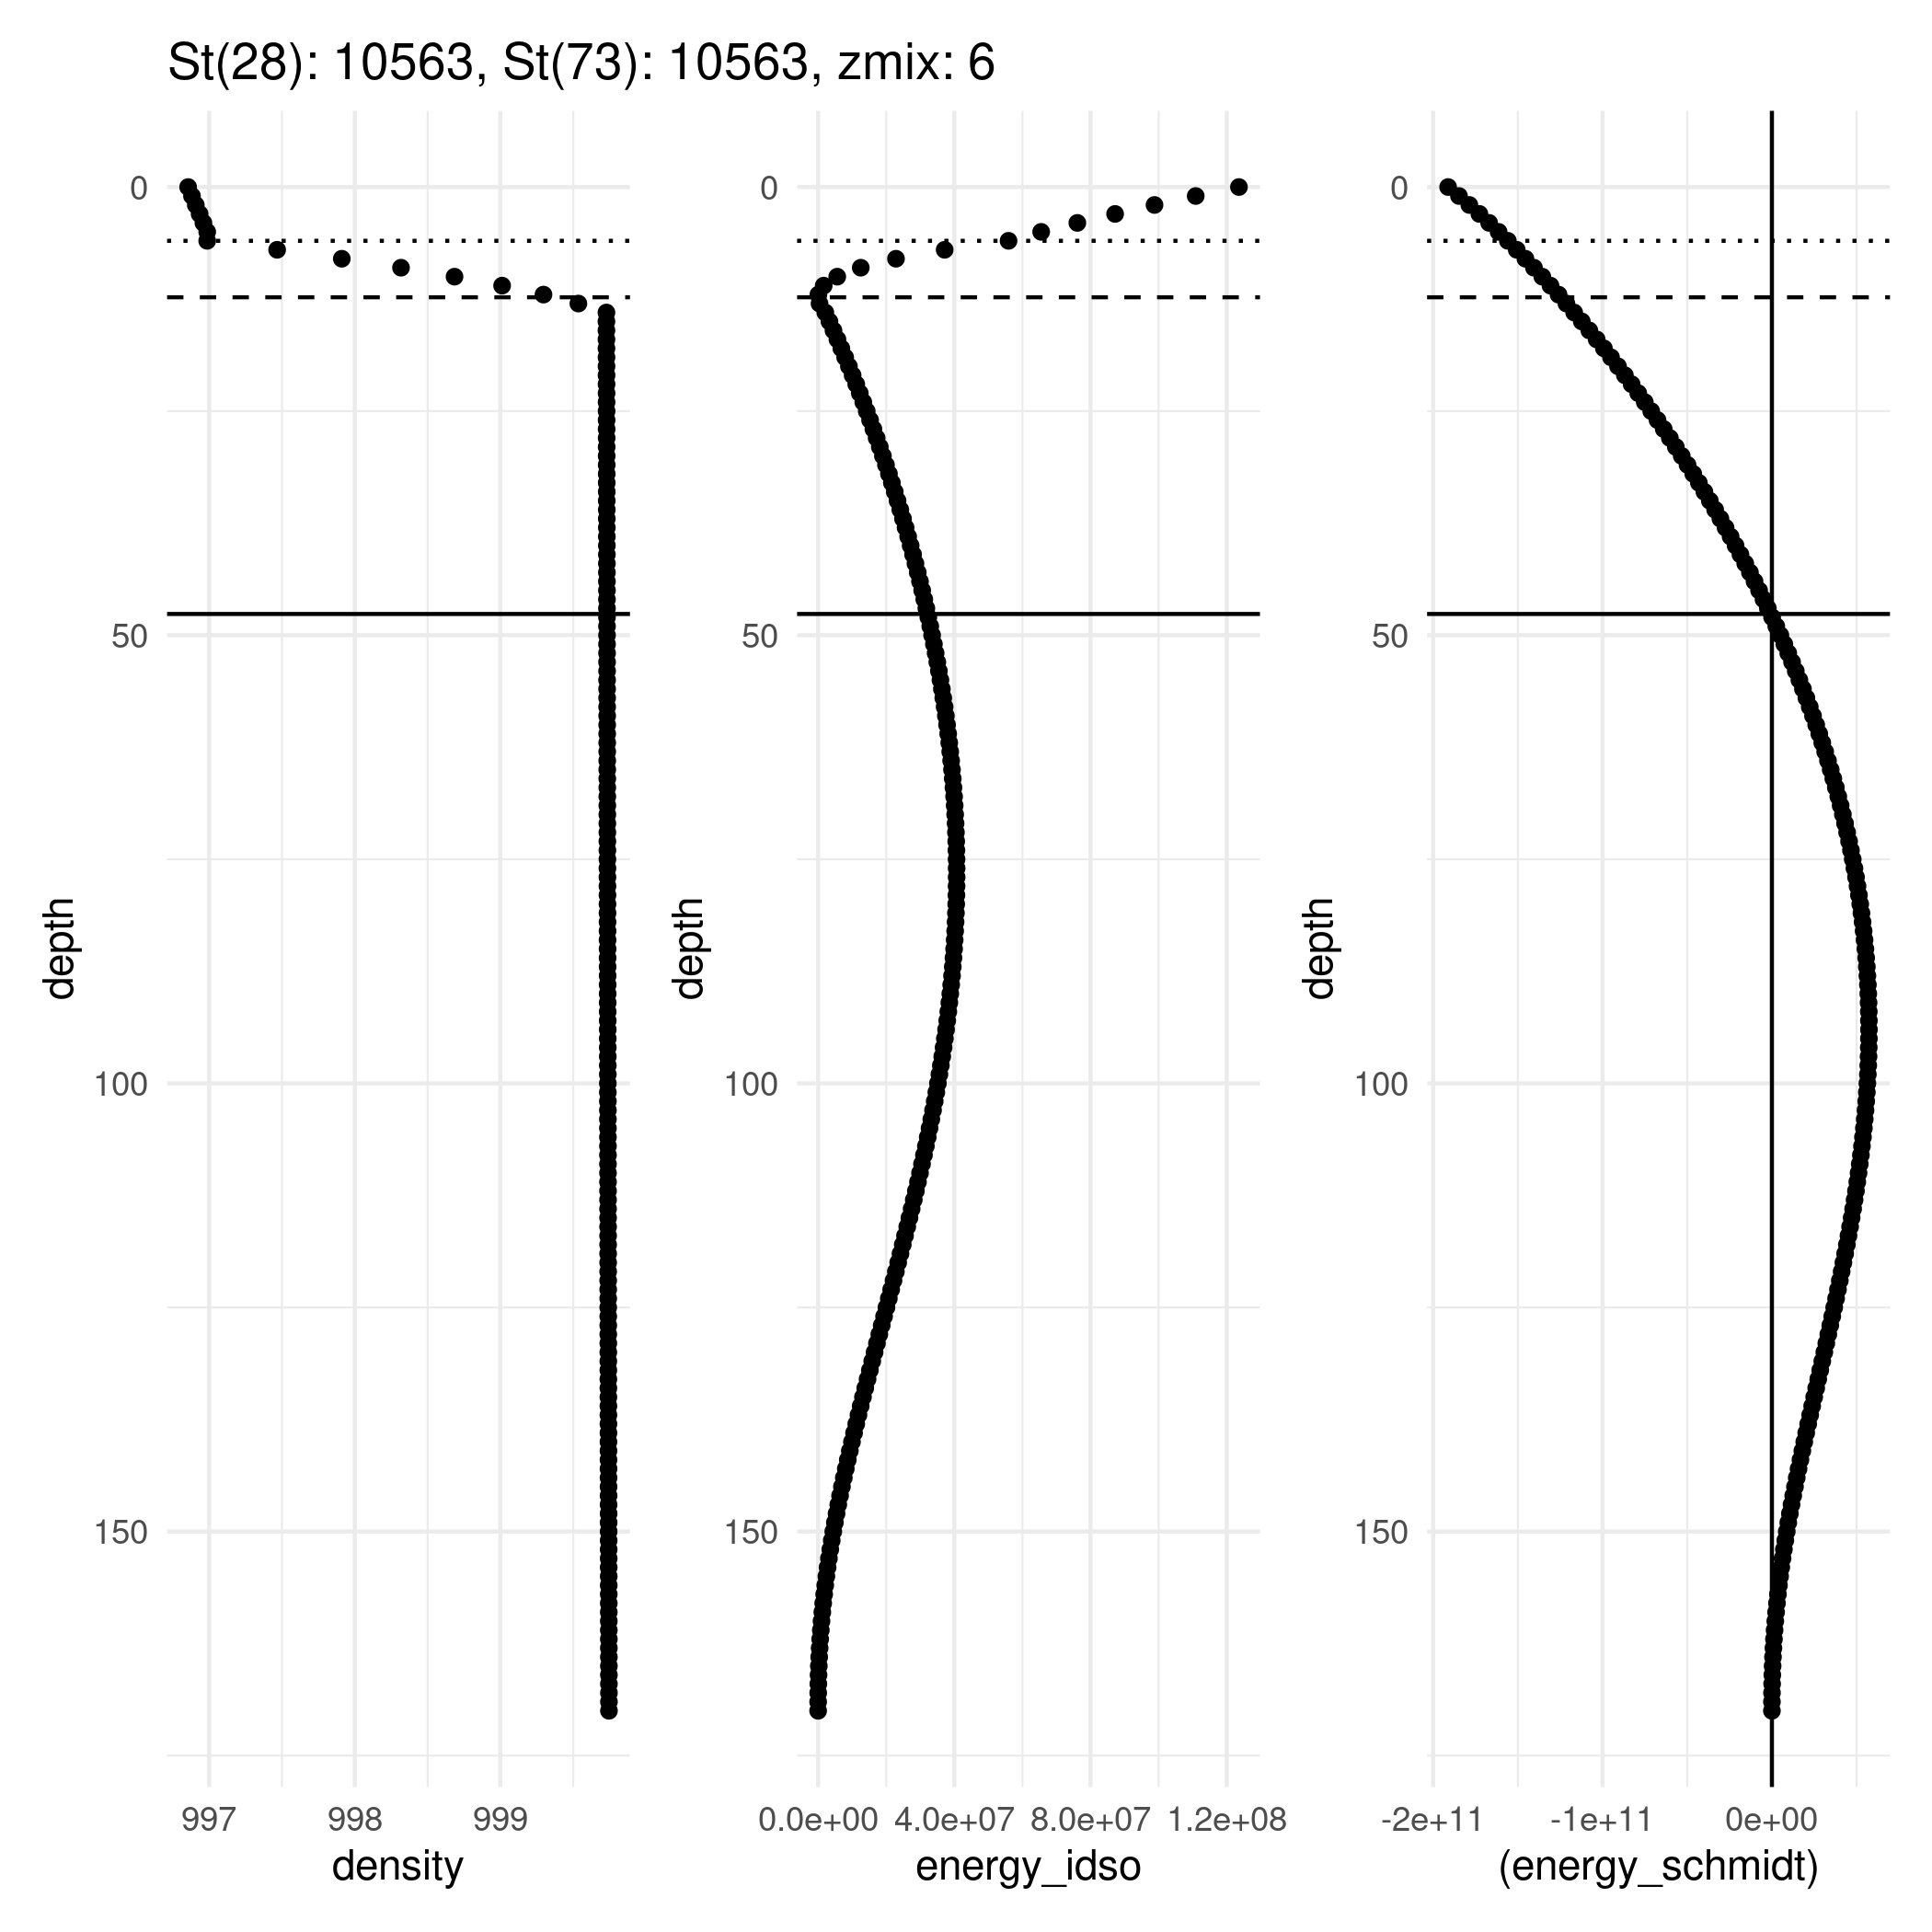 St(28): 10563, St(73): 10563, zmix: 6
depth
0
50
100
150
997 998 999
density
depth
0
50
100
150
0.0e+00 4.0e+07 8.0e+07 1.2e+08
energy_idso
depth
0
50
100
150
-2e+11 -1e+11 0e+00
(energy_schmidt)